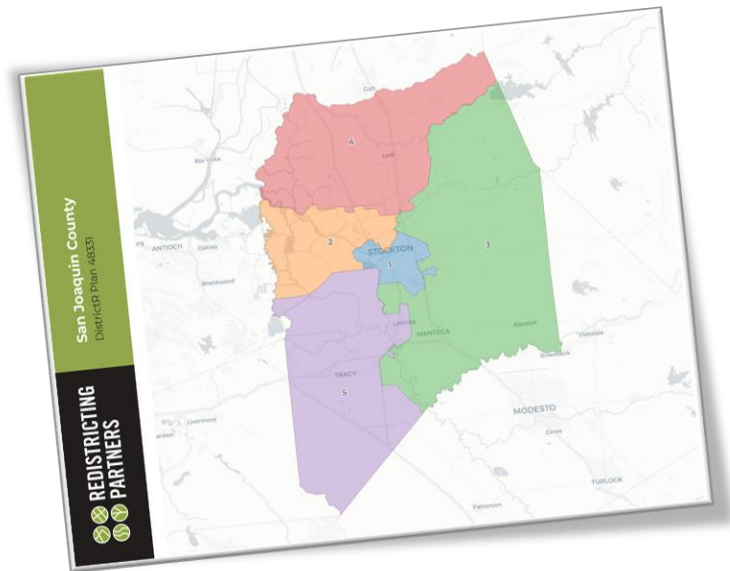 San Joaquin County
DistrictR Plan 48331
REDISTRICTING
PARTNERS
Galt
4
Lodi
ANTIOCH
Oakley
Brentwood
2
STOCKTON
1
3
Lathrop
MANTECA
Escalon
Riverbank
Oakdale
TRACY
5
Livermore
MODESTO
Ceres
TURLOCK
Patterson